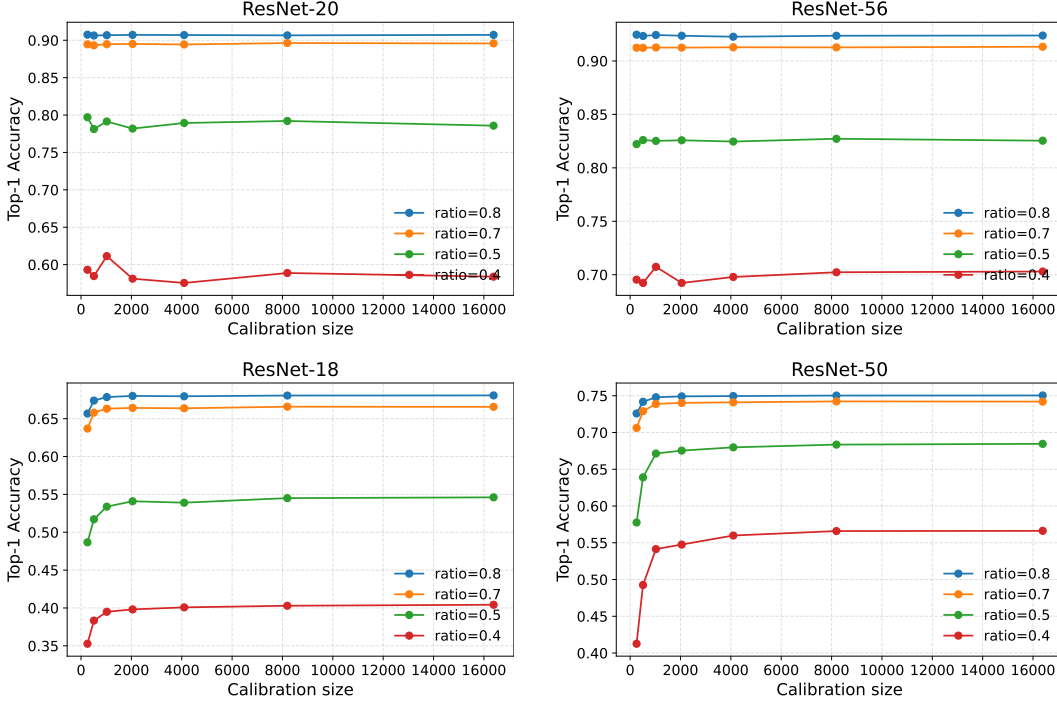 ResNet-20
Top-1 Accuracy
0.90
0.85
0.80
0.75
0.70
0.65
0.60
ratio=0.8
ratio=0.7
ratio=0.5
ratio=0.4
0 2000 4000 6000 8000 10000 12000 14000 16000
Calibration size
ResNet-56
Top-1 Accuracy
0.90
0.85
0.80
0.75
0.70
ratio=0.8
ratio=0.7
ratio=0.5
ratio=0.4
0 2000 4000 6000 8000 10000 12000 14000 16000
Calibration size
ResNet-18
Top-1 Accuracy
0.65
0.60
0.55
0.50
0.45
0.40
0.35
ratio=0.8
ratio=0.7
ratio=0.5
ratio=0.4
0 2000 4000 6000 8000 10000 12000 14000 16000
Calibration size
ResNet-50
Top-1 Accuracy
0.75
0.70
0.65
0.60
0.55
0.50
0.45
0.40
ratio=0.8
ratio=0.7
ratio=0.5
ratio=0.4
0 2000 4000 6000 8000 10000 12000 14000 16000
Calibration size